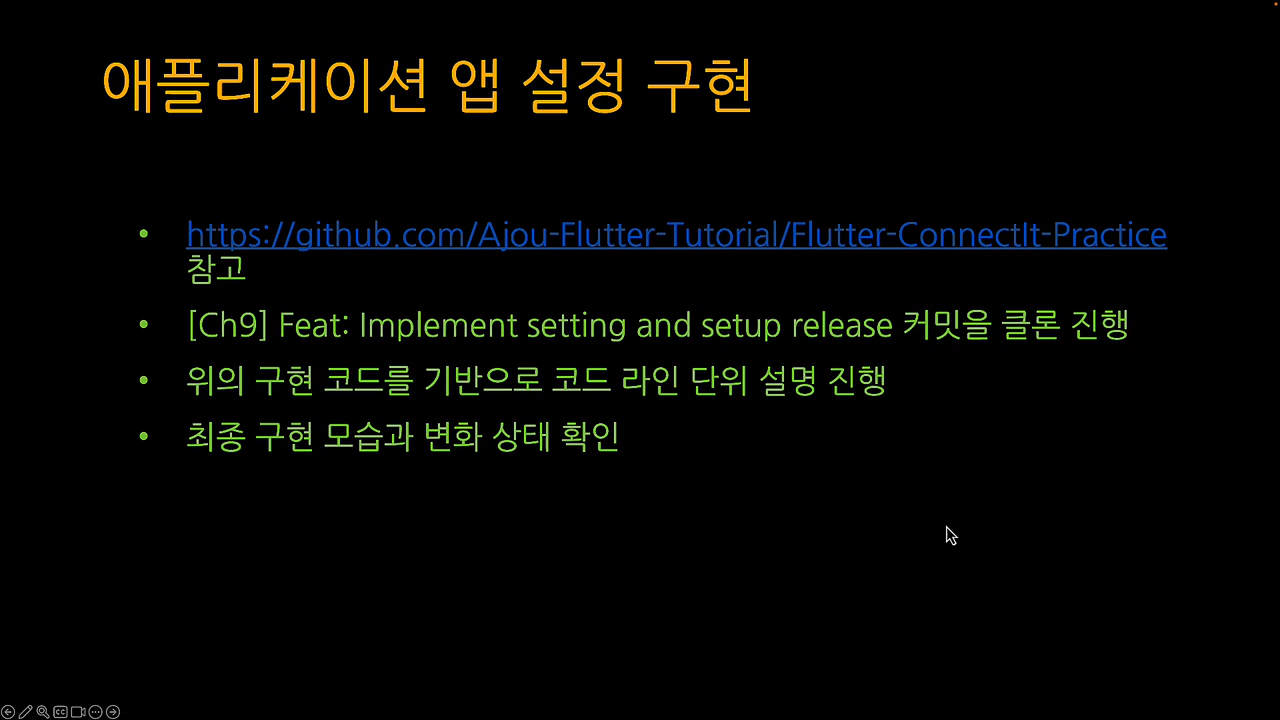 애플리케이션 앱 설정 구현
• https://github.com/Ajou-Flutter-Tutorial/Flutter-ConnectIt-Practice
참고
• [Ch9] Feat: Implement setting and setup release 커밋을 클론 진행
• 위의 구현 코드를 기반으로 코드 라인 단위 설명 진행
• 최종 구현 모습과 변화 상태 확인